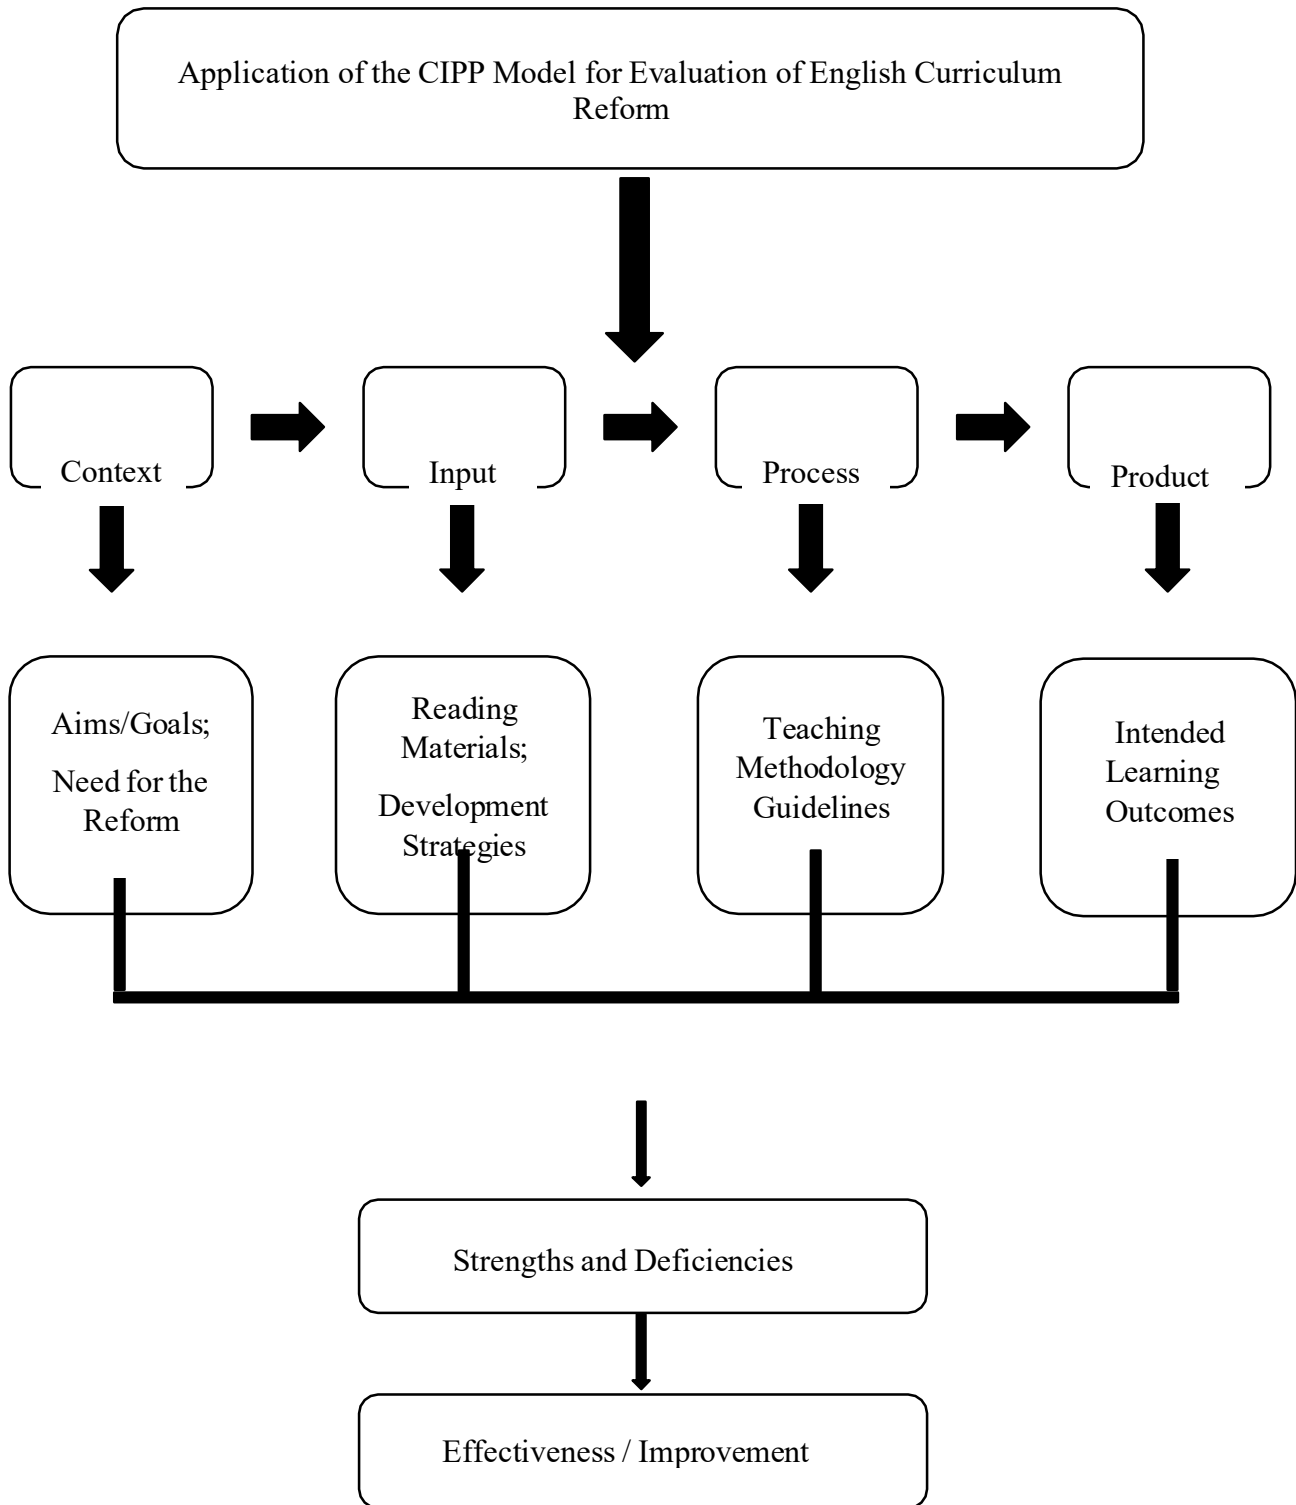 Application of the CIPP Model for Evaluation of English Curriculum
Reform
Context
Input
Process
Product
Aims/Goals;
Need for the
Reform
Reading
Materials;
Development
Strategies
Teaching
Methodology
Guidelines
Intended
Learning
Outcomes
Strengths and Deficiencies
Effectiveness / Improvement